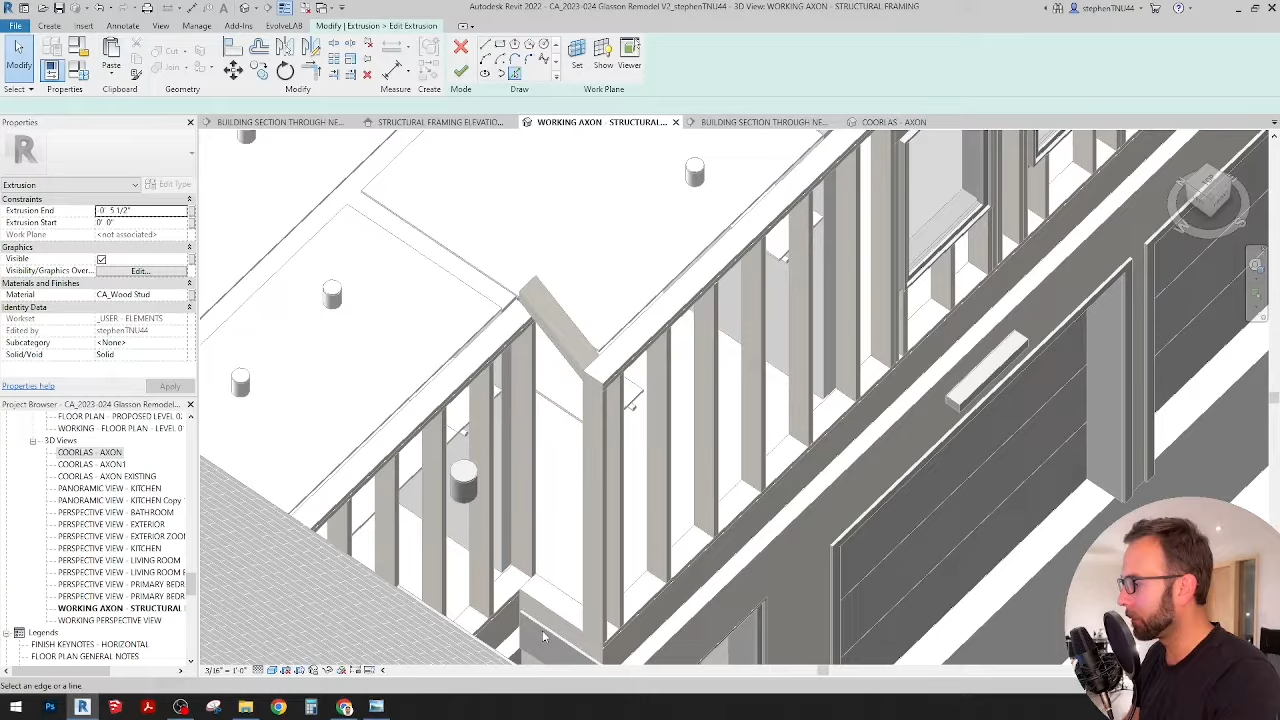 Autodesk Revit 2022 - CA_2023-024 Glasson Remodel V2_stephenTNU44 - 3D View: WORKING AXON - STRUCTURAL FRAMING
stephenTNU44
File Create Insert Annotate View Manage Add-Ins EvolveLAB Modify | Extrusion > Edit Extrusion
Modify
Paste
Cut
Join
Set Show Viewer
Select Properties Clipboard Geometry Modify Measure Create Mode Draw Work Plane
Properties
BUILDING SECTION THROUGH NE...
STRUCTURAL FRAMING ELEVATIO...
WORKING AXON - STRUCTURAL...
BUILDING SECTION THROUGH NE...
COORLAS - AXON
R
Extrusion Edit Type
Constraints
Extrusion End -0' 5 1/2"
Extrusion Start 0' 0"
Work Plane <not associated>
Graphics
Visible
Visibility/Graphics Over... Edit...
Materials and Finishes
Material CA_Wood Stud
Identity Data
Workset _USER - ELEMENTS
Edited by stephenTNU44
Subcategory <None>
Solid/Void Solid
Properties help Apply
Project Browser - CA_2023-024 Glasson Remodel...
FLOOR PLAN - PROPOSED LEVEL 02
WORKING - FLOOR PLAN - LEVEL 01
3D Views
COORLAS - AXON
COORLAS - AXON1
COORLAS - AXON EXISTING
PANORAMIC VIEW - KITCHEN
PANORAMIC VIEW - KITCHEN Copy
PERSPECTIVE VIEW - BATHROOM
PERSPECTIVE VIEW - EXTERIOR
PERSPECTIVE VIEW - EXTERIOR ZOO
PERSPECTIVE VIEW - KITCHEN
PERSPECTIVE VIEW - LIVING ROOM
PERSPECTIVE VIEW - LIVING ROOM
PERSPECTIVE VIEW - PRIMARY BEDR
PERSPECTIVE VIEW - PRIMARY BEDR
WORKING AXON - STRUCTURAL
WORKING PERSPECTIVE VIEW
Legends
FINISH KEYNOTES - HORIZONTAL
FLOOR PLAN GENERAL NOTES
3/16" = 1'-0"
Select an edge or a line